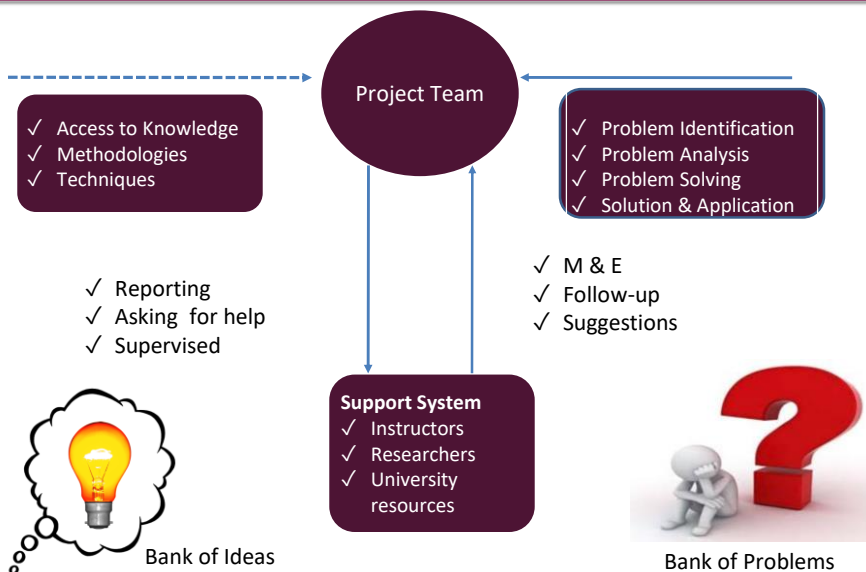 Project Team
✓ Access to Knowledge
✓ Methodologies
✓ Techniques
✓ Problem Identification
✓ Problem Analysis
✓ Problem Solving
✓ Solution & Application
✓ Reporting
✓ Asking for help
✓ Supervised
✓ M & E
✓ Follow-up
✓ Suggestions
Support System
✓ Instructors
✓ Researchers
✓ University
resources
Bank of Ideas
?
Bank of Problems